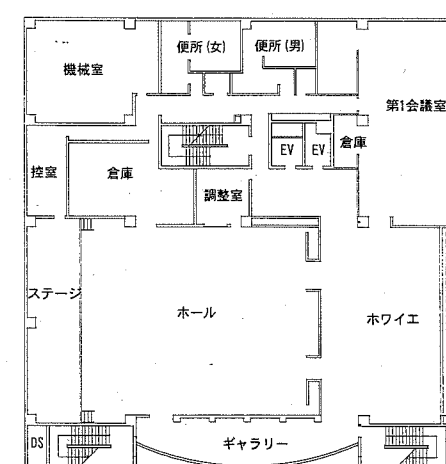 便所(女)
便所(男)
機械室
第1会議室
EV
EV
倉庫
控室
倉庫
調整室
ステージ
ホール
ホワイエ
DS
ギャラリー